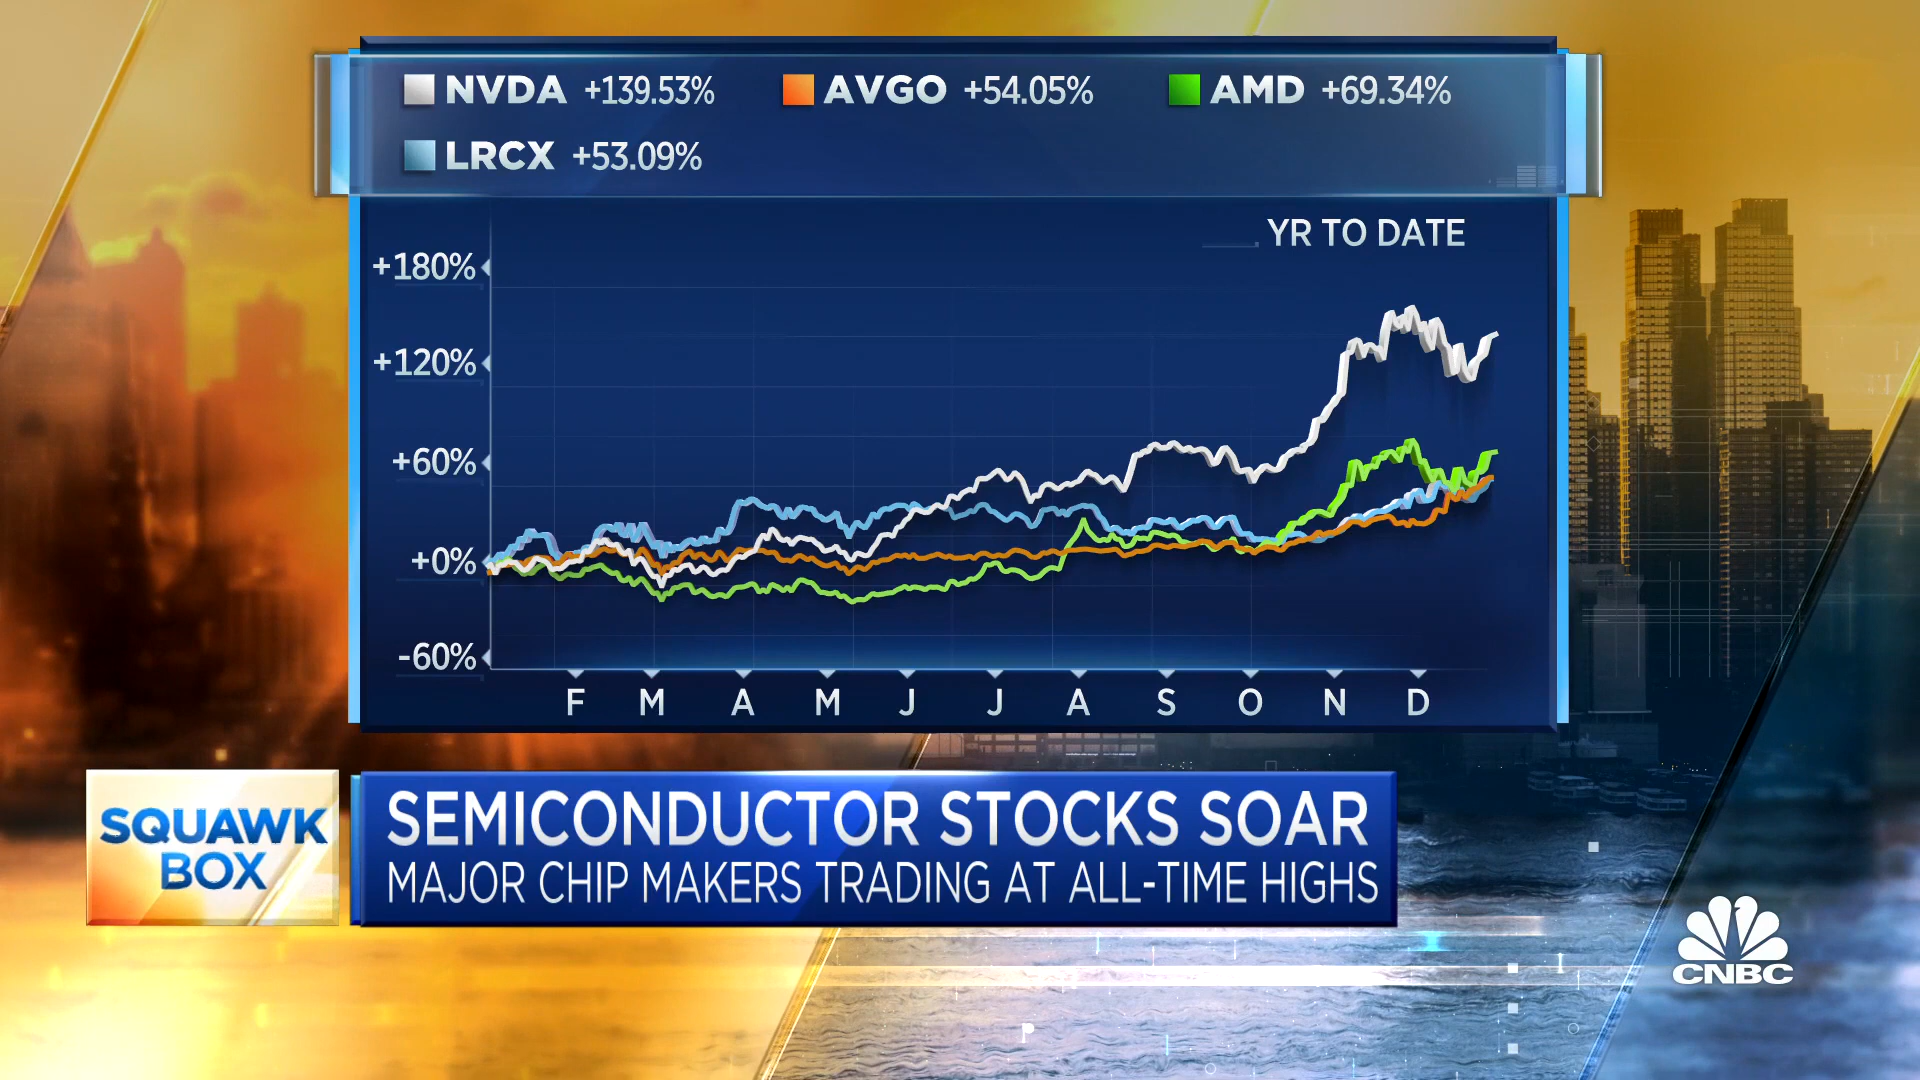 NVDA +139.53% AVGO +54.05% AMD +69.34%
LRCX +53.09%
YR TO DATE
+180%
+120%
+60%
+0%
-60%
F M A M J J A S O N D
SQUAWK
BOX
SEMICONDUCTOR STOCKS SOAR
MAJOR CHIP MAKERS TRADING AT ALL-TIME HIGHS
CNBC